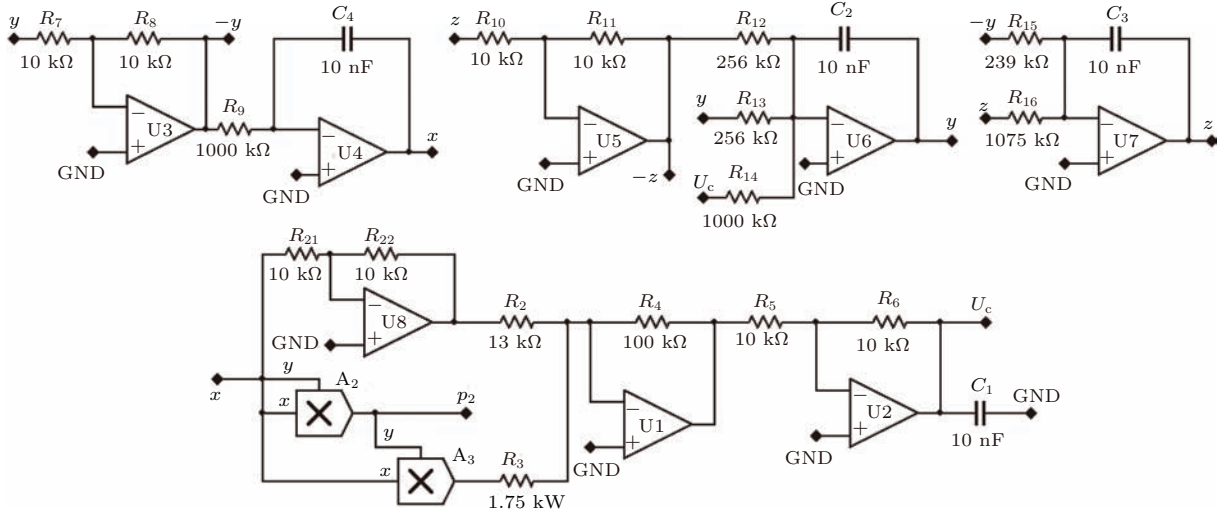 y R₇ R₈ −y C₄
10 kΩ 10 kΩ 10 nF
R₉
− + U3
1000 kΩ
− + U4 x
GND
GND
z R₁₀ R₁₁ R₁₂ C₂
10 kΩ 10 kΩ 256 kΩ 10 nF
y R₁₃
− + U5
256 kΩ
− + U6 y
GND
GND
−z
U_c R₁₄
1000 kΩ
−y R₁₅ C₃
239 kΩ 10 nF
z R₁₆
1075 kΩ
− + U7 z
GND
R₂₁ R₂₂
10 kΩ 10 kΩ
− + U8
GND
R₂ R₄ R₅ R₆ U_c
13 kΩ 100 kΩ 10 kΩ 10 kΩ
x
y
A₂
x
p₂
y
A₃
x
R₃
1.75 kW
− + U1
GND
− + U2
GND
C₁ GND
10 nF